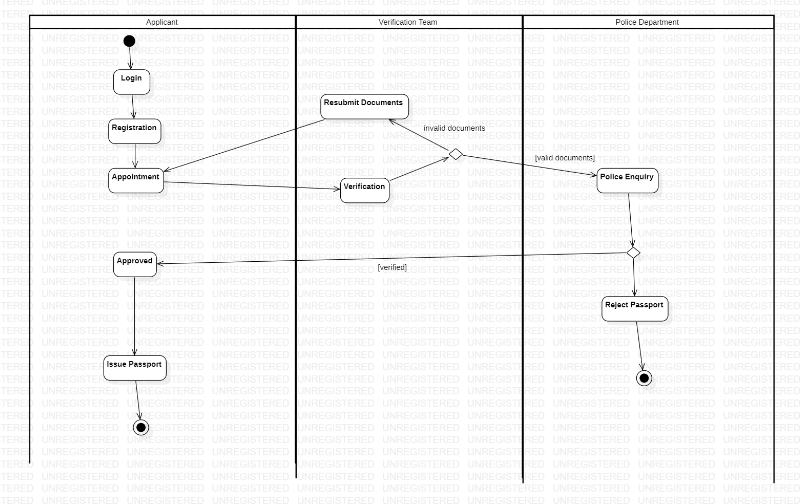 Applicant
Verification Team
Police Department
Login
Resubmit Documents
Registration
invalid documents
[valid documents]
Appointment
Verification
Police Enquiry
Approved
[verified]
Reject Passport
Issue Passport
UNREGISTERED